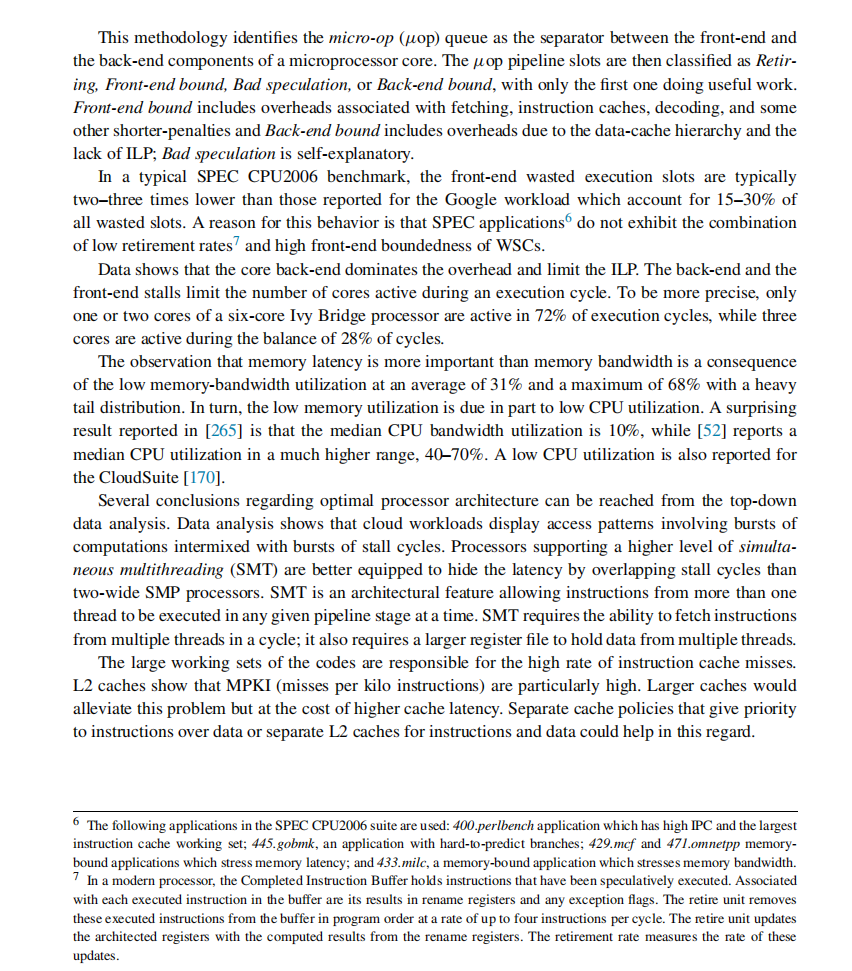 This methodology identifies the micro-op (μop) queue as the separator between the front-end and
the back-end components of a microprocessor core. The μop pipeline slots are then classified as Retir-
ing, Front-end bound, Bad speculation, or Back-end bound, with only the first one doing useful work.
Front-end bound includes overheads associated with fetching, instruction caches, decoding, and some
other shorter-penalties and Back-end bound includes overheads due to the data-cache hierarchy and the
lack of ILP; Bad speculation is self-explanatory.
In a typical SPEC CPU2006 benchmark, the front-end wasted execution slots are typically
two–three times lower than those reported for the Google workload which account for 15–30% of
all wasted slots. A reason for this behavior is that SPEC applications6 do not exhibit the combination
of low retirement rates7 and high front-end boundedness of WSCs.
Data shows that the core back-end dominates the overhead and limit the ILP. The back-end and the
front-end stalls limit the number of cores active during an execution cycle. To be more precise, only
one or two cores of a six-core Ivy Bridge processor are active in 72% of execution cycles, while three
cores are active during the balance of 28% of cycles.
The observation that memory latency is more important than memory bandwidth is a consequence
of the low memory-bandwidth utilization at an average of 31% and a maximum of 68% with a heavy
tail distribution. In turn, the low memory utilization is due in part to low CPU utilization. A surprising
result reported in [265] is that the median CPU bandwidth utilization is 10%, while [52] reports a
median CPU utilization in a much higher range, 40–70%. A low CPU utilization is also reported for
the CloudSuite [170].
Several conclusions regarding optimal processor architecture can be reached from the top-down
data analysis. Data analysis shows that cloud workloads display access patterns involving bursts of
computations intermixed with bursts of stall cycles. Processors supporting a higher level of simulta-
neous multithreading (SMT) are better equipped to hide the latency by overlapping stall cycles than
two-wide SMP processors. SMT is an architectural feature allowing instructions from more than one
thread to be executed in any given pipeline stage at a time. SMT requires the ability to fetch instructions
from multiple threads in a cycle; it also requires a larger register file to hold data from multiple threads.
The large working sets of the codes are responsible for the high rate of instruction cache misses.
L2 caches show that MPKI (misses per kilo instructions) are particularly high. Larger caches would
alleviate this problem but at the cost of higher cache latency. Separate cache policies that give priority
to instructions over data or separate L2 caches for instructions and data could help in this regard.
6 The following applications in the SPEC CPU2006 suite are used: 400.perlbench application which has high IPC and the largest
instruction cache working set; 445.gobmk, an application with hard-to-predict branches; 429.mcf and 471.omnetpp memory-
bound applications which stress memory latency; and 433.milc, a memory-bound application which stresses memory bandwidth.
7 In a modern processor, the Completed Instruction Buffer holds instructions that have been speculatively executed. Associated
with each executed instruction in the buffer are its results in rename registers and any exception flags. The retire unit removes
these executed instructions from the buffer in program order at a rate of up to four instructions per cycle. The retire unit updates
the architected registers with the computed results from the rename registers. The retirement rate measures the rate of these
updates.